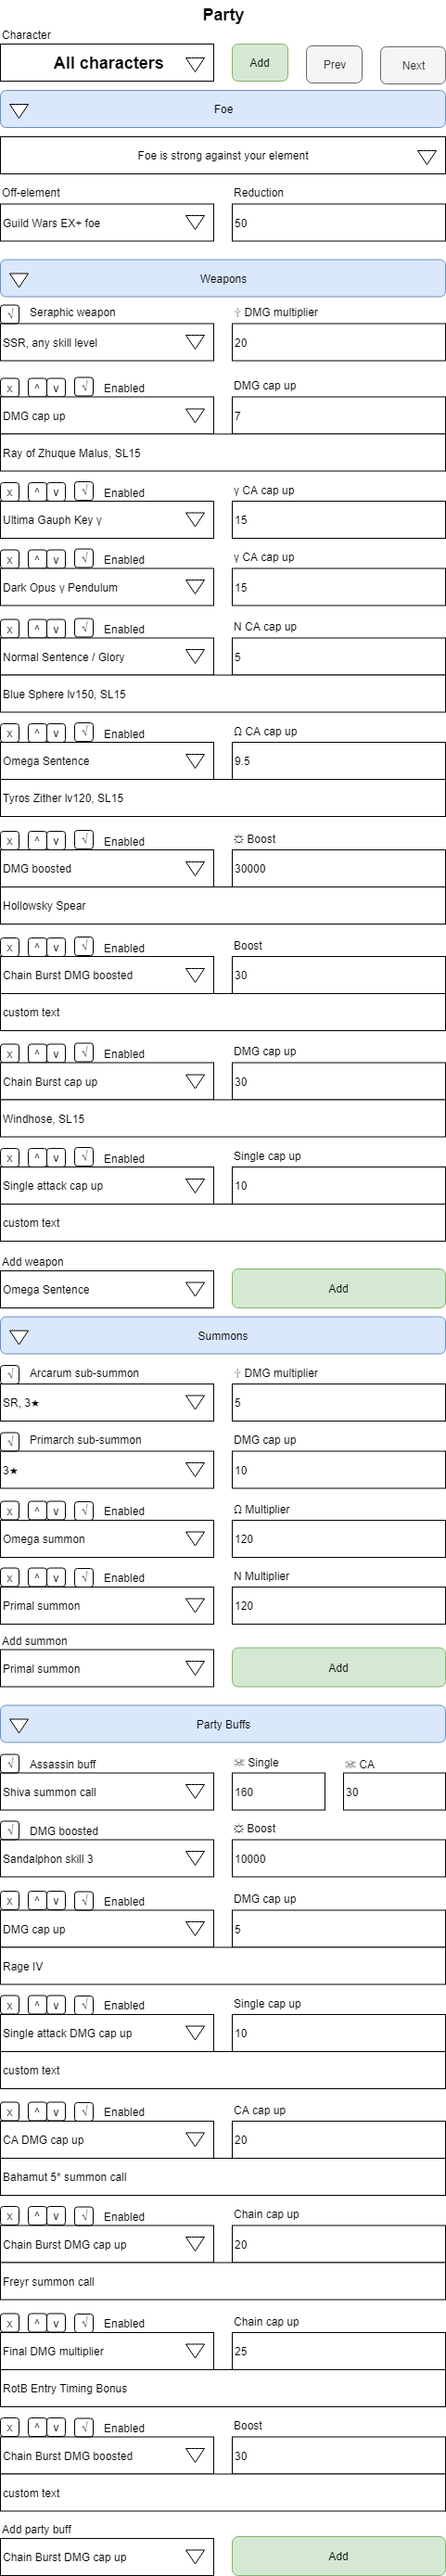 Party
Character
All characters
Add
Prev
Next
Foe
Foe is strong against your element
Off-element
Reduction
Guild Wars EX+ foe
50
Weapons
√ Seraphic weapon
☥ DMG multiplier
SSR, any skill level
20
x ^ v √ Enabled
DMG cap up
DMG cap up
7
Ray of Zhuque Malus, SL15
x ^ v √ Enabled
γ CA cap up
Ultima Gauph Key γ
15
x ^ v √ Enabled
γ CA cap up
Dark Opus γ Pendulum
15
x ^ v √ Enabled
N CA cap up
Normal Sentence / Glory
5
Blue Sphere lv150, SL15
x ^ v √ Enabled
Ω CA cap up
Omega Sentence
9.5
Tyros Zither lv120, SL15
x ^ v √ Enabled
☼ Boost
DMG boosted
30000
Hollowsky Spear
x ^ v √ Enabled
Boost
Chain Burst DMG boosted
30
custom text
x ^ v √ Enabled
DMG cap up
Chain Burst cap up
30
Windhose, SL15
x ^ v √ Enabled
Single cap up
Single attack cap up
10
custom text
Add weapon
Omega Sentence
Add
Summons
√ Arcarum sub-summon
☥ DMG multiplier
SR, 3★
5
√ Primarch sub-summon
DMG cap up
3★
10
x ^ v √ Enabled
Ω Multiplier
Omega summon
120
x ^ v √ Enabled
N Multiplier
Primal summon
120
Add summon
Primal summon
Add
Party Buffs
√ Assassin buff
☠ Single
☠ CA
Shiva summon call
160
30
√ DMG boosted
☼ Boost
Sandalphon skill 3
10000
x ^ v √ Enabled
DMG cap up
DMG cap up
5
Rage IV
x ^ v √ Enabled
Single cap up
Single attack DMG cap up
10
custom text
x ^ v √ Enabled
CA cap up
CA DMG cap up
20
Bahamut 5* summon call
x ^ v √ Enabled
Chain cap up
Chain Burst DMG cap up
20
Freyr summon call
x ^ v √ Enabled
Chain cap up
Final DMG multiplier
25
RotB Entry Timing Bonus
x ^ v √ Enabled
Boost
Chain Burst DMG boosted
30
custom text
Add party buff
Chain Burst DMG cap up
Add